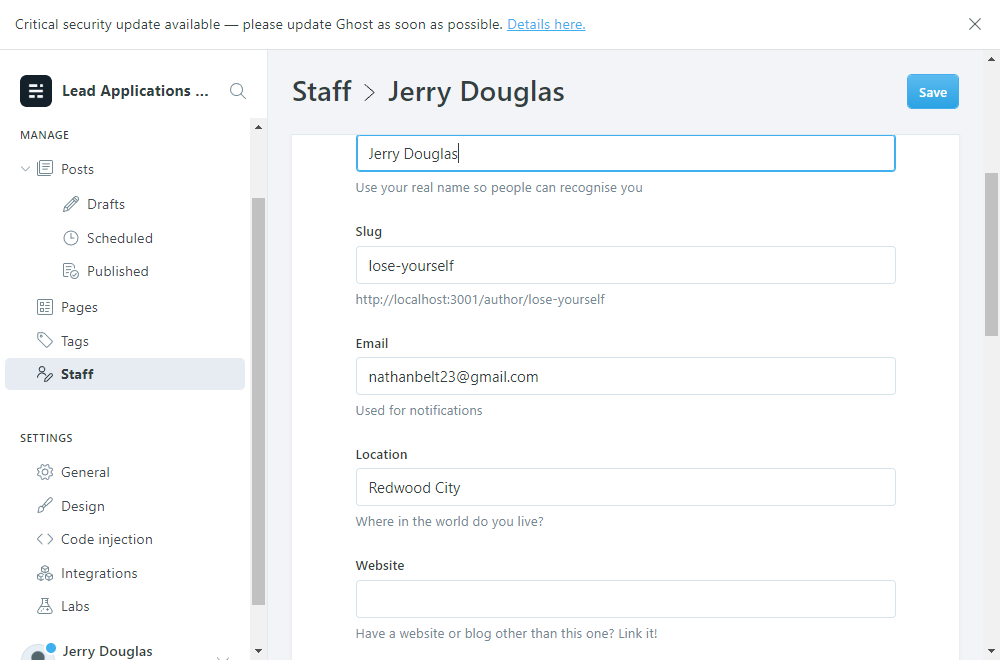 Critical security update available — please update Ghost as soon as possible. Details here.
Lead Applications ...
MANAGE
Posts
Drafts
Scheduled
Published
Pages
Tags
Staff
SETTINGS
General
Design
Code injection
Integrations
Labs
Jerry Douglas
Staff > Jerry Douglas
Save
Jerry Douglas
Use your real name so people can recognise you
Slug
lose-yourself
http://localhost:3001/author/lose-yourself
Email
nathanbelt23@gmail.com
Used for notifications
Location
Redwood City
Where in the world do you live?
Website
Have a website or blog other than this one? Link it!